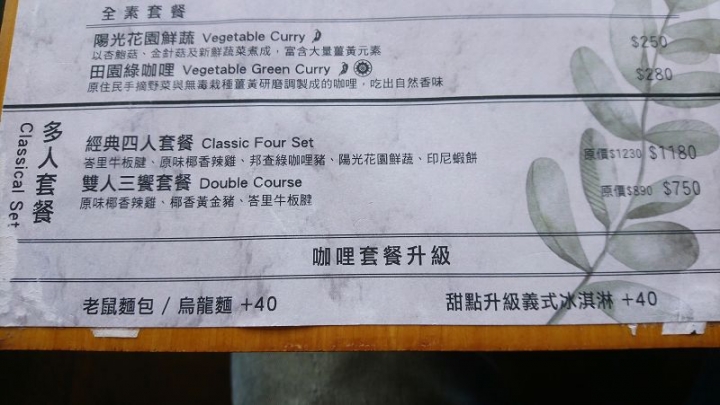 全素套餐
陽光花園鮮蔬 Vegetable Curry $250
以杏鮑菇、金針菇及新鮮蔬菜煮成，富含大量薑黃元素
田園綠咖哩 Vegetable Green Curry $280
原住民手摘野菜與無毒栽種薑黃研磨調製成的咖哩，吃出自然香味
多人套餐
Classical Set
經典四人套餐 Classic Four Set 原價$1230 $1180
峇里牛板腱、原味椰香辣雞、邦查綠咖哩豬、陽光花園鮮蔬、印尼蝦餅
雙人三饗套餐 Double Course 原價$890 $750
原味椰香辣雞、椰香黃金豬、峇里牛板腱
咖哩套餐升級
老鼠麵包 / 烏龍麵 +40 甜點升級義式冰淇淋 +40